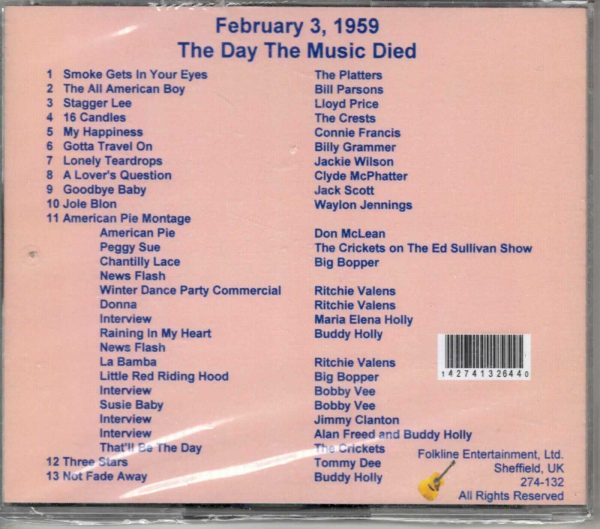 February 3, 1959
The Day The Music Died
1 Smoke Gets In Your Eyes The Platters
2 The All American Boy Bill Parsons
3 Stagger Lee Lloyd Price
4 16 Candles The Crests
5 My Happiness Connie Francis
6 Gotta Travel On Billy Grammer
7 Lonely Teardrops Jackie Wilson
8 A Lover's Question Clyde McPhatter
9 Goodbye Baby Jack Scott
10 Jole Blon Waylon Jennings
11 American Pie Montage
American Pie Don McLean
Peggy Sue The Crickets on The Ed Sullivan Show
Chantilly Lace Big Bopper
News Flash
Winter Dance Party Commercial Ritchie Valens
Donna Ritchie Valens
Interview Maria Elena Holly
Raining In My Heart Buddy Holly
News Flash
La Bamba Ritchie Valens
Little Red Riding Hood Big Bopper
Interview Bobby Vee
Susie Baby Bobby Vee
Interview Jimmy Clanton
Interview Alan Freed and Buddy Holly
That'll Be The Day The Crickets
12 Three Stars Tommy Dee
13 Not Fade Away Buddy Holly
1 42741 32644 0
Folkline Entertainment, Ltd.
Sheffield, UK
274-132
All Rights Reserved